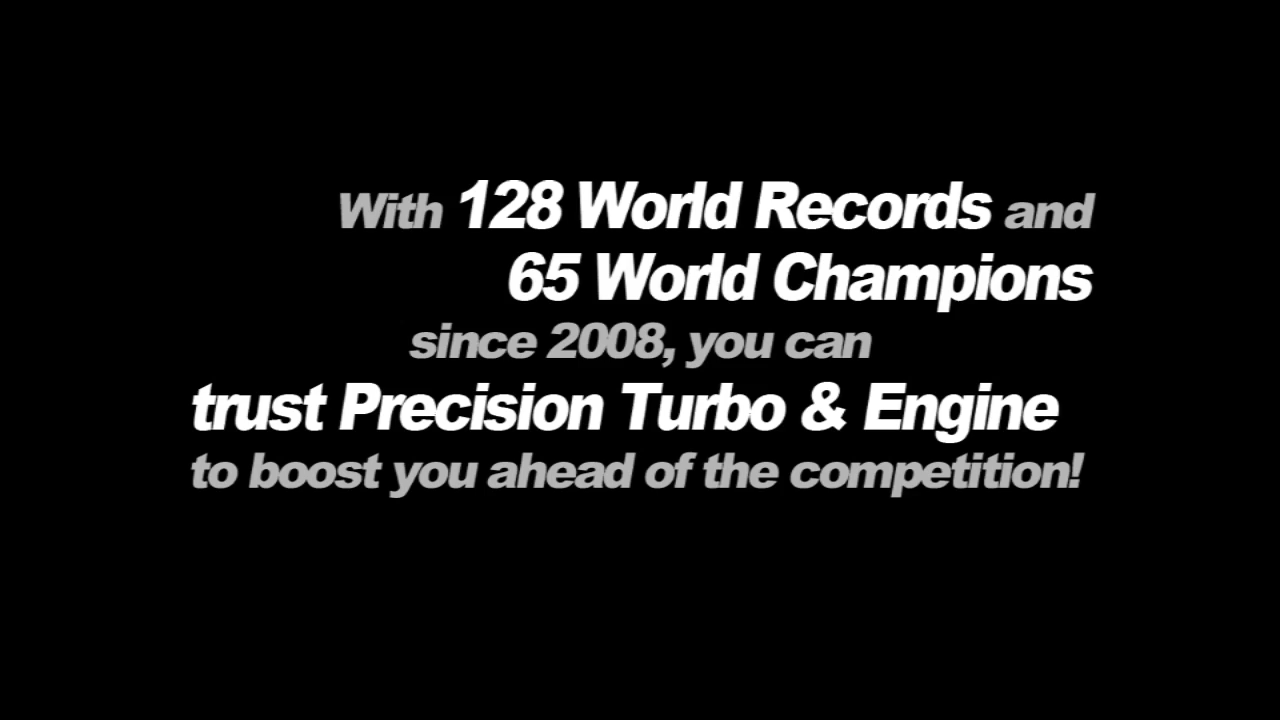 With 128 World Records and
65 World Champions
since 2008, you can
trust Precision Turbo & Engine
to boost you ahead of the competition!